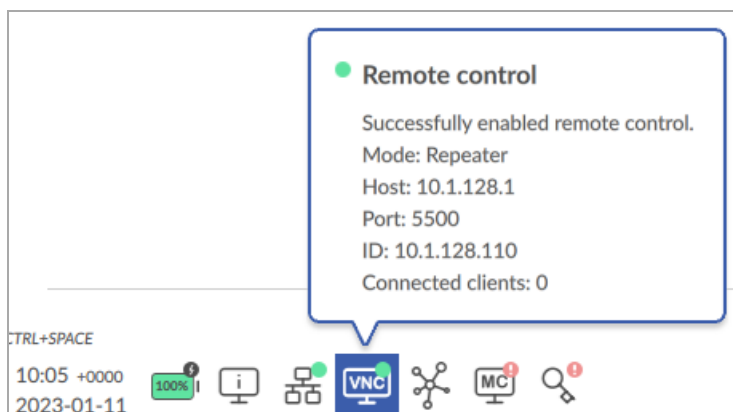 Remote control
Successfully enabled remote control.
Mode: Repeater
Host: 10.1.128.1
Port: 5500
ID: 10.1.128.110
Connected clients: 0
CTRL+SPACE
10:05 +0000
2023-01-11
100%
i
VNC
MC